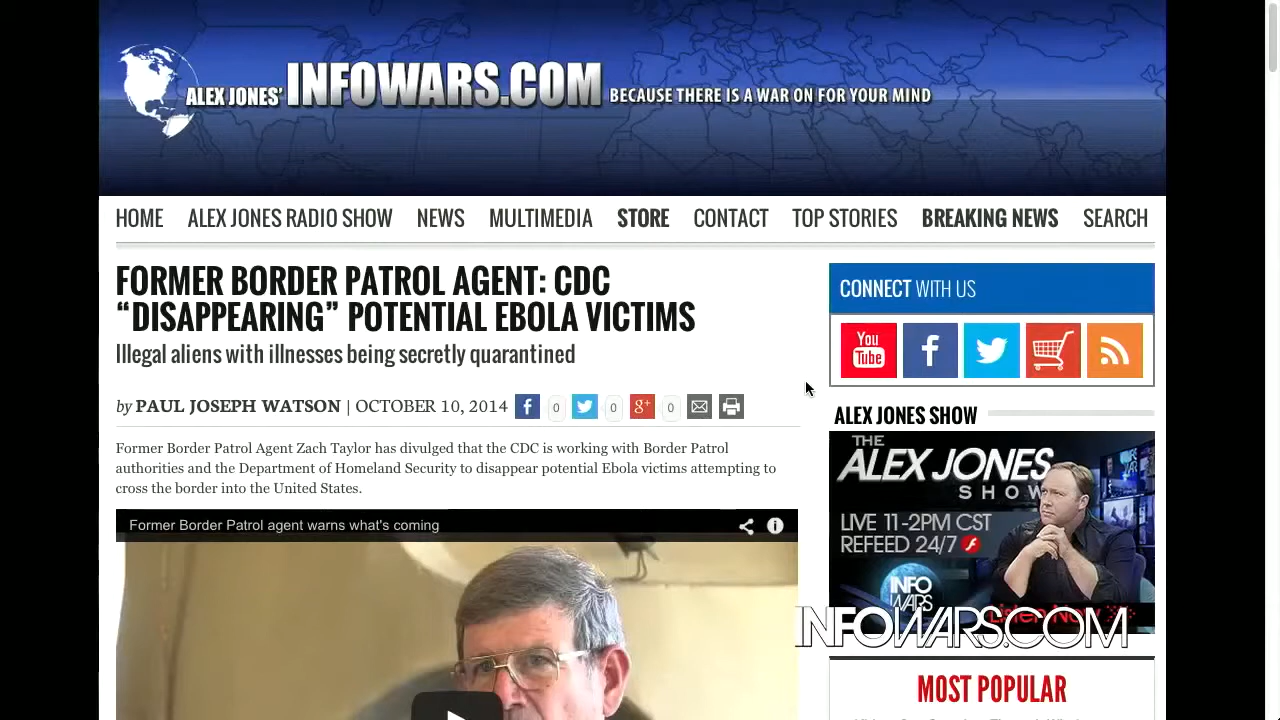 ALEX JONES' INFOWARS.COM BECAUSE THERE IS A WAR ON FOR YOUR MIND
HOME ALEX JONES RADIO SHOW NEWS MULTIMEDIA STORE CONTACT TOP STORIES BREAKING NEWS SEARCH
FORMER BORDER PATROL AGENT: CDC
“DISAPPEARING” POTENTIAL EBOLA VICTIMS
Illegal aliens with illnesses being secretly quarantined
by PAUL JOSEPH WATSON | OCTOBER 10, 2014 f 0 0 g+ 0
Former Border Patrol Agent Zach Taylor has divulged that the CDC is working with Border Patrol
authorities and the Department of Homeland Security to disappear potential Ebola victims attempting to
cross the border into the United States.
Former Border Patrol agent warns what's coming
CONNECT WITH US
You
Tube f
ALEX JONES SHOW
THE
ALEX JONES
SHOW
LIVE 11-2PM CST
REFEED 24/7
INFO
WARS
Listen Now
INFOWARS.COM
MOST POPULAR